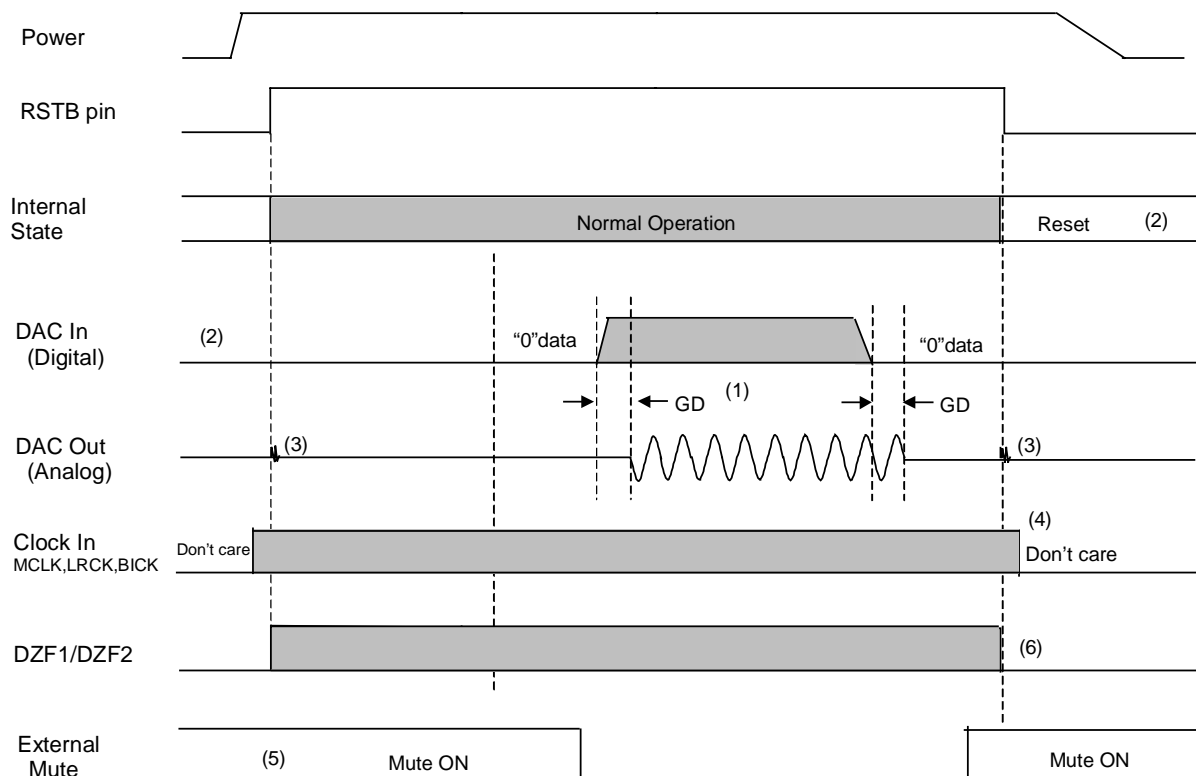 Power
RSTB pin
Internal
State
Normal Operation
Reset
(2)
DAC In
(Digital)
(2)
“0”data
“0”data
(1)
GD
GD
DAC Out
(Analog)
(3)
(3)
(4)
Clock In
MCLK,LRCK,BICK
Don’t care
Don’t care
DZF1/DZF2
(6)
External
Mute
(5)
Mute ON
Mute ON